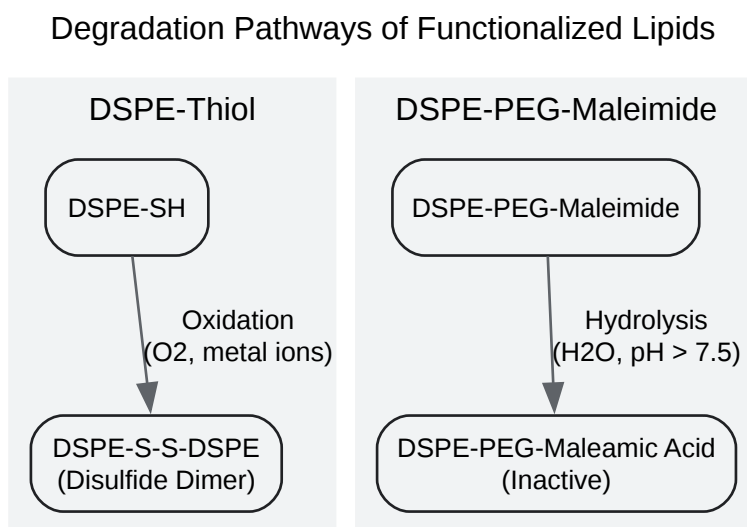 Degradation Pathways of Functionalized Lipids
DSPE-Thiol
DSPE-SH
Oxidation
(O2, metal ions)
DSPE-S-S-DSPE
(Disulfide Dimer)
DSPE-PEG-Maleimide
DSPE-PEG-Maleimide
Hydrolysis
(H2O, pH > 7.5)
DSPE-PEG-Maleamic Acid
(Inactive)